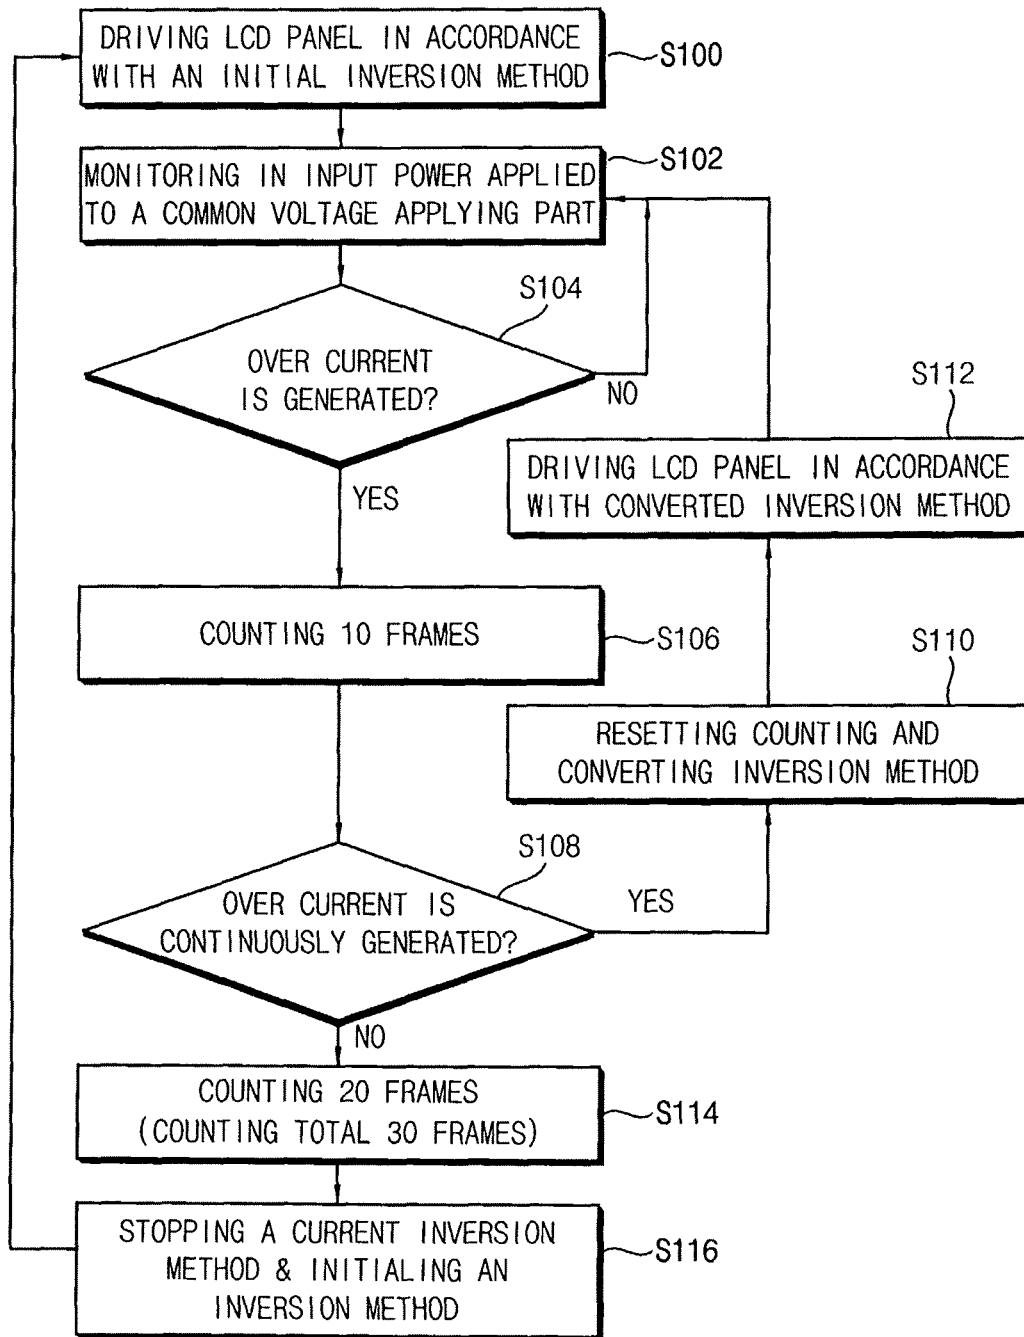 DRIVING LCD PANEL IN ACCORDANCE
WITH AN INITIAL INVERSION METHOD
S100
MONITORING IN INPUT POWER APPLIED
TO A COMMON VOLTAGE APPLYING PART
S102
S104
OVER CURRENT
IS GENERATED?
NO
YES
S112
DRIVING LCD PANEL IN ACCORDANCE
WITH CONVERTED INVERSION METHOD
COUNTING 10 FRAMES
S106
S110
RESETTING COUNTING AND
CONVERTING INVERSION METHOD
S108
OVER CURRENT IS
CONTINUOUSLY GENERATED?
YES
NO
COUNTING 20 FRAMES
(COUNTING TOTAL 30 FRAMES)
S114
STOPPING A CURRENT INVERSION
METHOD & INITIALING AN
INVERSION METHOD
S116